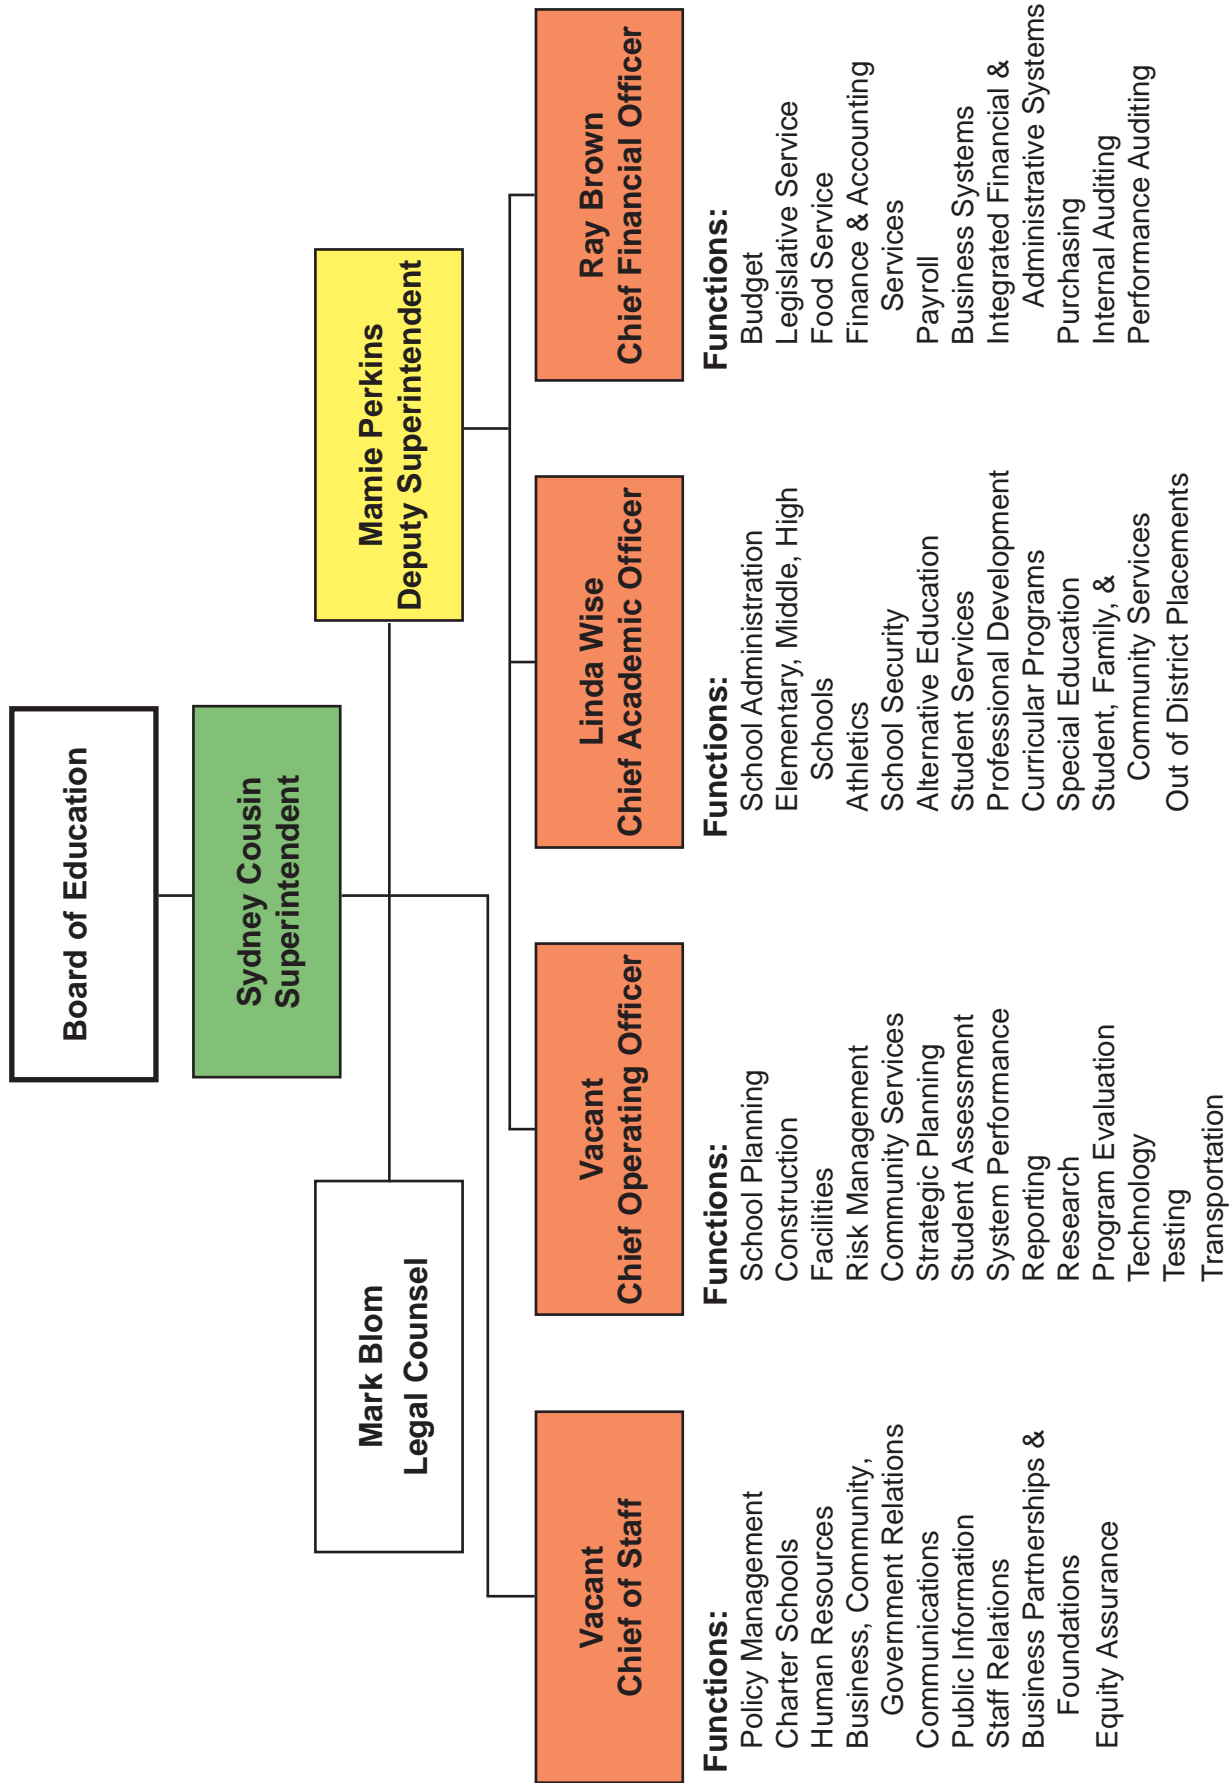 Board of Education
Sydney Cousin
Superintendent
Mark Blom
Legal Counsel
Mamie Perkins
Deputy Superintendent
Vacant
Chief of Staff
Functions:
Policy Management
Charter Schools
Human Resources
Business, Community,
Government Relations
Communications
Public Information
Staff Relations
Business Partnerships &
Foundations
Equity Assurance
Vacant
Chief Operating Officer
Functions:
School Planning
Construction
Facilities
Risk Management
Community Services
Strategic Planning
Student Assessment
System Performance
Reporting
Research
Program Evaluation
Technology
Testing
Transportation
Linda Wise
Chief Academic Officer
Functions:
School Administration
Elementary, Middle, High
Schools
Athletics
School Security
Alternative Education
Student Services
Professional Development
Curricular Programs
Special Education
Student, Family, &
Community Services
Out of District Placements
Ray Brown
Chief Financial Officer
Functions:
Budget
Legislative Service
Food Service
Finance & Accounting
Services
Payroll
Business Systems
Integrated Financial &
Administrative Systems
Purchasing
Internal Auditing
Performance Auditing